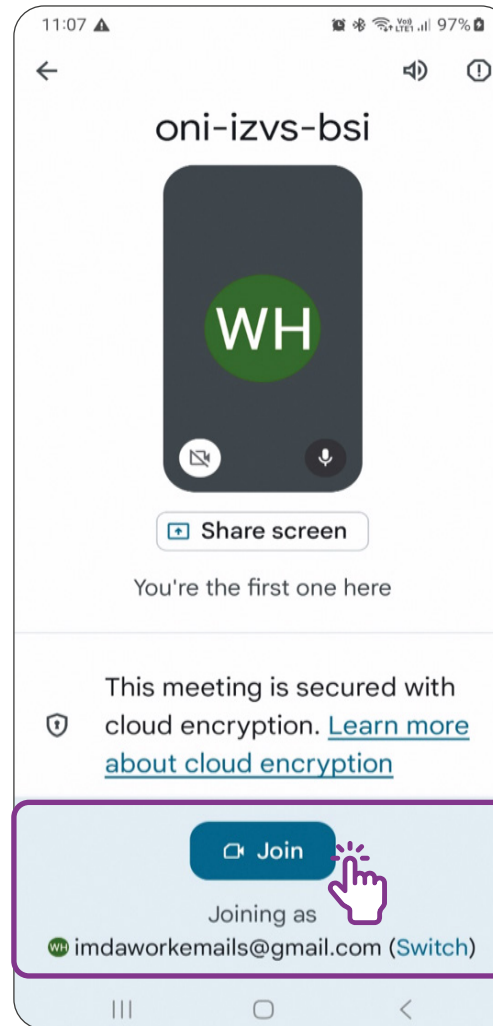 11:07 97%
oni-izvs-bsi
WH
Share screen
You're the first one here
This meeting is secured with
cloud encryption. Learn more
about cloud encryption
Join
Joining as
WH imdaworkemails@gmail.com (Switch)